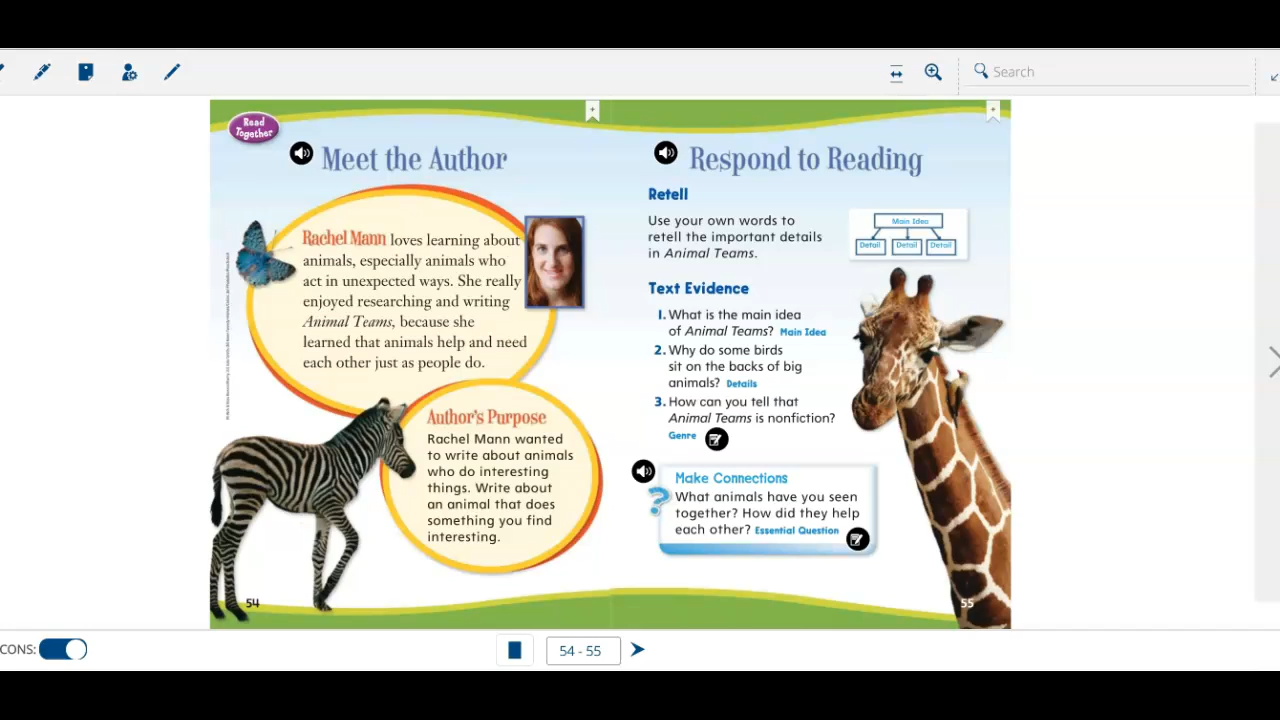 Search
Read
Together
Meet the Author
Rachel Mann loves learning about
animals, especially animals who
act in unexpected ways. She really
enjoyed researching and writing
Animal Teams, because she
learned that animals help and need
each other just as people do.
Author's Purpose
Rachel Mann wanted
to write about animals
who do interesting
things. Write about
an animal that does
something you find
interesting.
54
Respond to Reading
Retell
Use your own words to
retell the important details
in Animal Teams.
Main Idea
Detail Detail Detail
Text Evidence
1. What is the main idea
of Animal Teams? Main Idea
2. Why do some birds
sit on the backs of big
animals? Details
3. How can you tell that
Animal Teams is nonfiction?
Genre
Make Connections
? What animals have you seen
together? How did they help
each other? Essential Question
55
CONS:
54 - 55